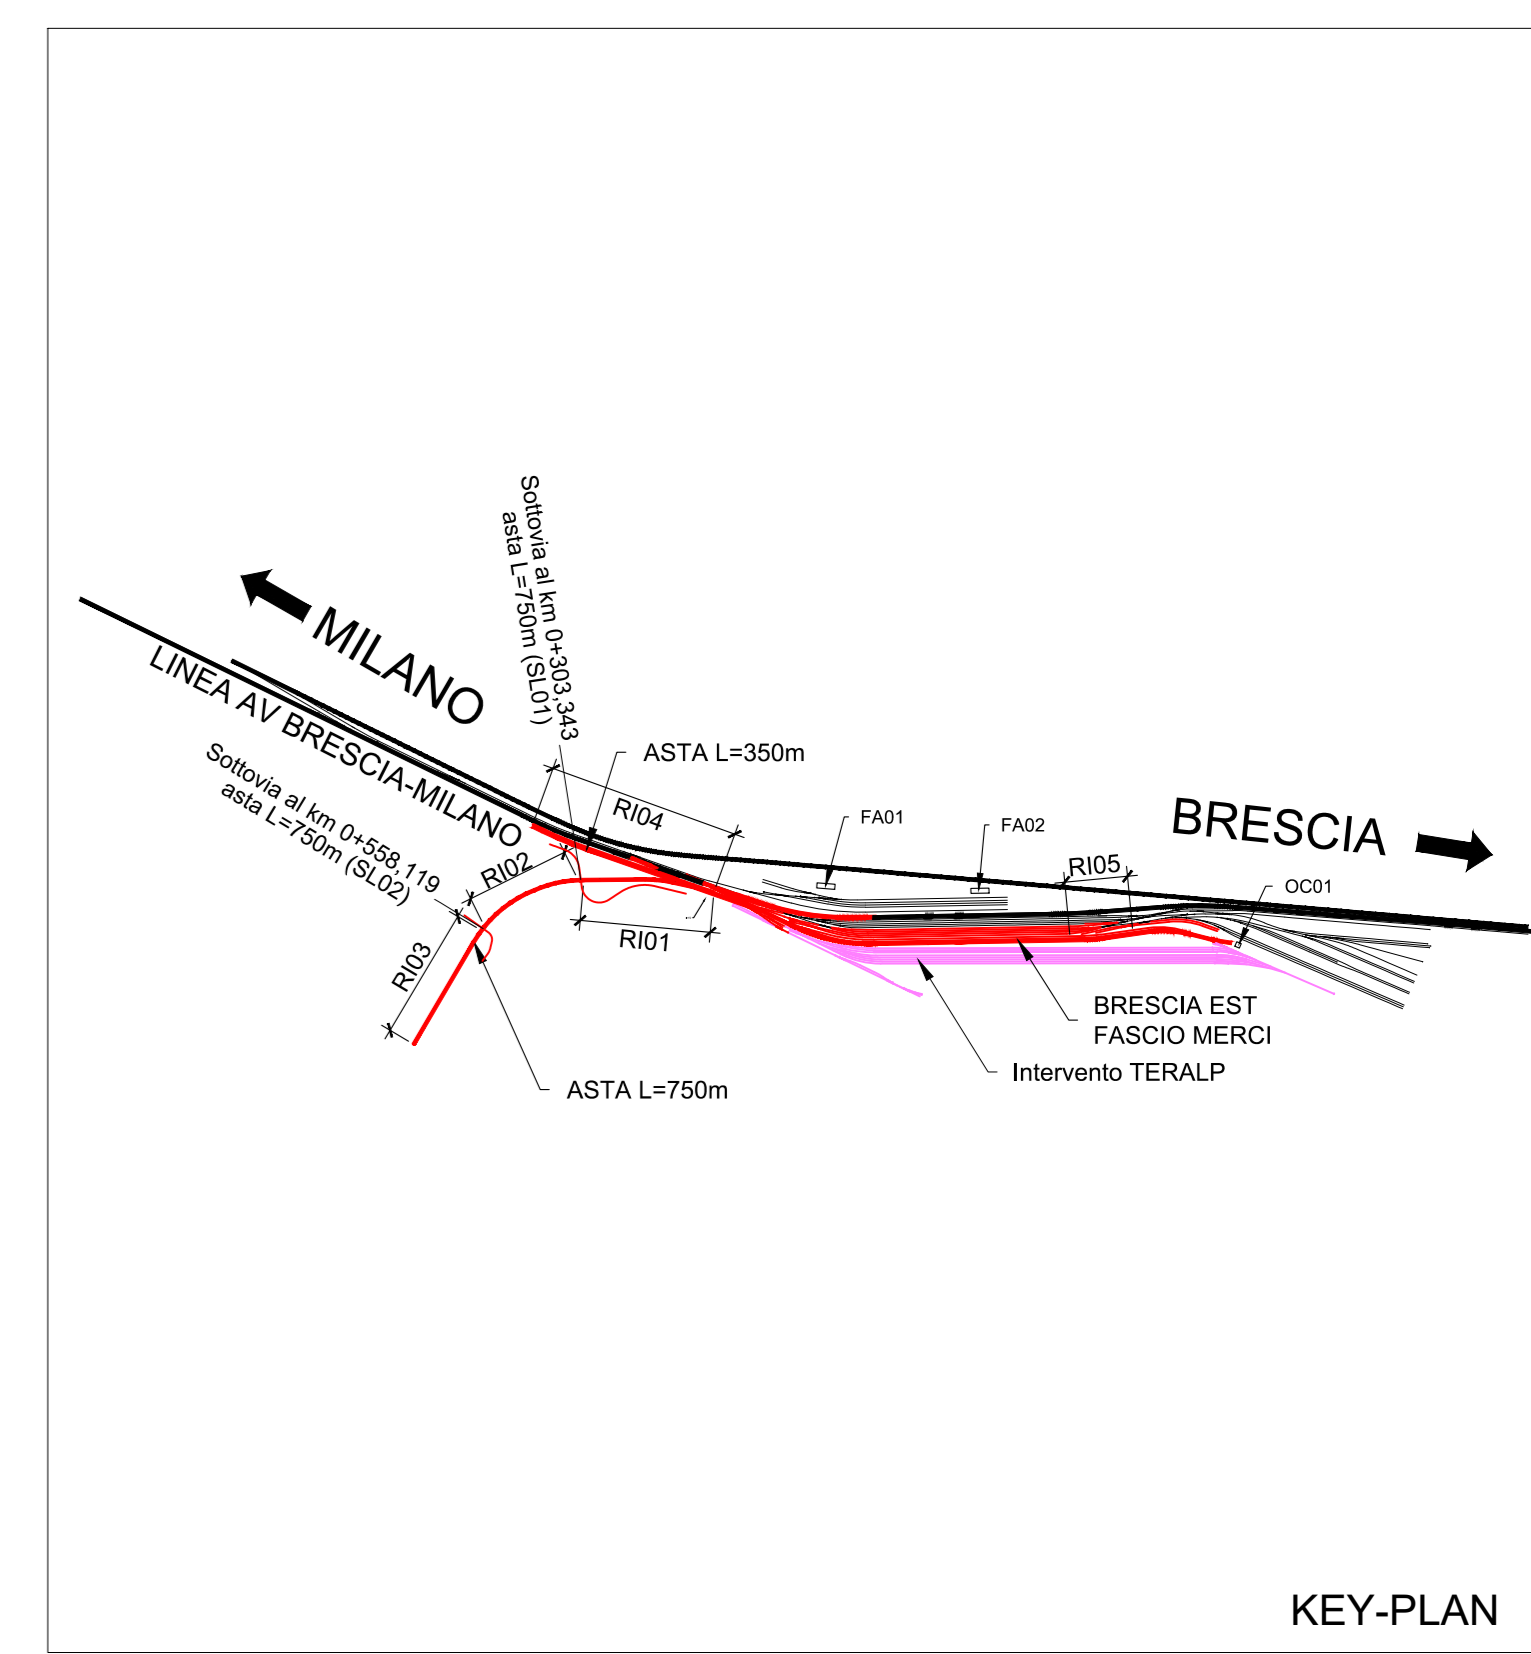 Sottovia al km 0+303,343
asta L=750m (SL01)
MILANO
LINEA AV BRESCIA-MILANO
Sottovia al km 0+558,119
asta L=750m (SL02)
ASTA L=350m
RI04
FA01
FA02
BRESCIA
RI05
OC01
RI02
RI01
RI03
BRESCIA EST
FASCIO MERCI
Intervento TERALP
ASTA L=750m
KEY-PLAN